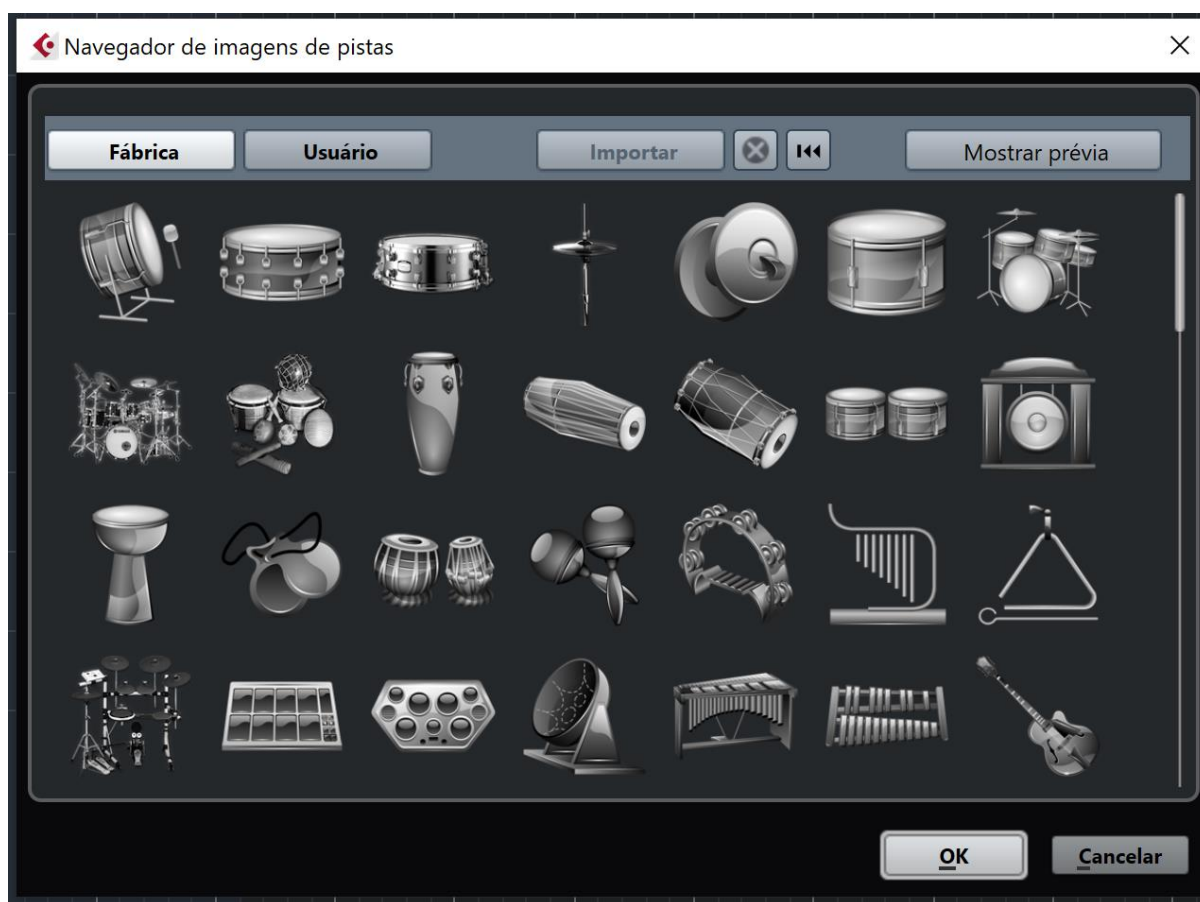 Navegador de imagens de pistas
Fábrica Usuário Importar Mostrar prévia
OK Cancelar